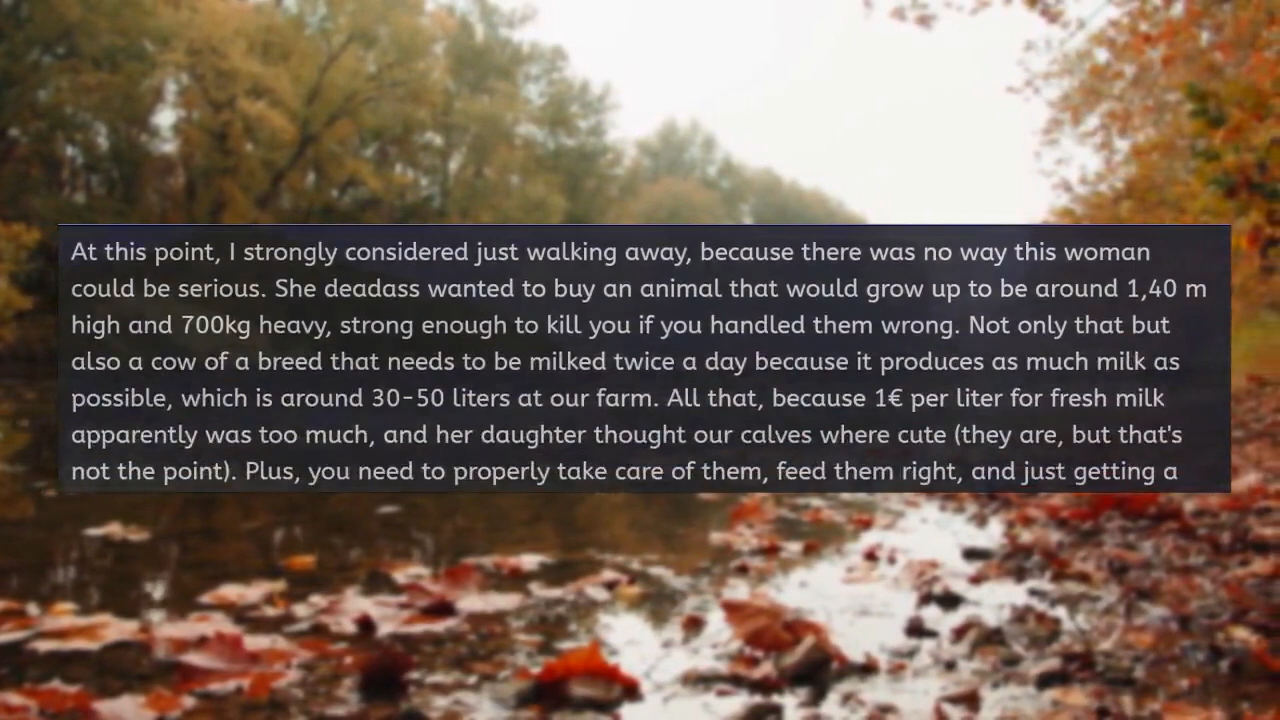 At this point, I strongly considered just walking away, because there was no way this woman
could be serious. She deadass wanted to buy an animal that would grow up to be around 1,40 m
high and 700kg heavy, strong enough to kill you if you handled them wrong. Not only that but
also a cow of a breed that needs to be milked twice a day because it produces as much milk as
possible, which is around 30-50 liters at our farm. All that, because 1€ per liter for fresh milk
apparently was too much, and her daughter thought our calves where cute (they are, but that's
not the point). Plus, you need to properly take care of them, feed them right, and just getting a